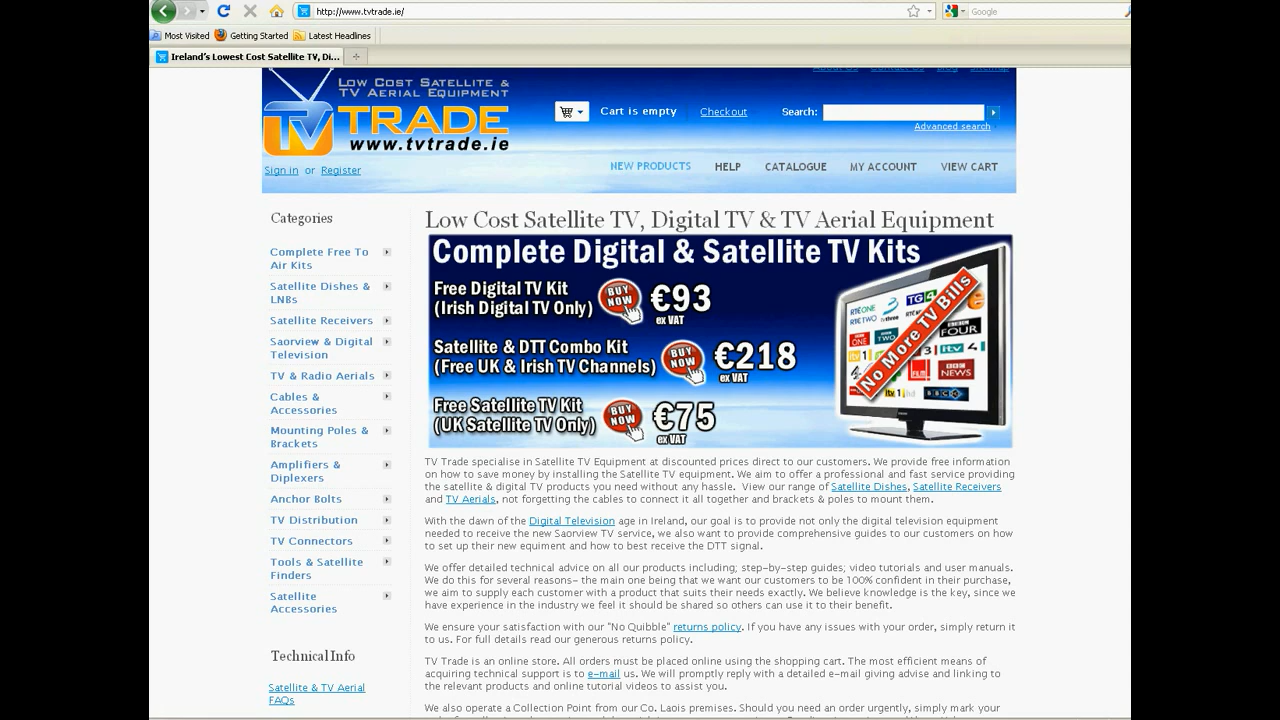 http://www.tvtrade.ie/
Google
Most Visited
Getting Started
Latest Headlines
Ireland's Lowest Cost Satellite TV, Di...
About Us
Contact Us
Blog
Sitemap
LOW COST SATELLITE &
TV AERIAL EQUIPMENT
TV TRADE
www.tvtrade.ie
Cart is empty
Checkout
Search:
Advanced search
Sign in or Register
NEW PRODUCTS
HELP
CATALOGUE
MY ACCOUNT
VIEW CART
Categories
Complete Free To
Air Kits
Satellite Dishes &
LNBs
Satellite Receivers
Saorview & Digital
Television
TV & Radio Aerials
Cables &
Accessories
Mounting Poles &
Brackets
Amplifiers &
Diplexers
Anchor Bolts
TV Distribution
TV Connectors
Tools & Satellite
Finders
Satellite
Accessories
Technical Info
Satellite & TV Aerial
FAQs
Low Cost Satellite TV, Digital TV & TV Aerial Equipment
Complete Digital & Satellite TV Kits
Free Digital TV Kit
(Irish Digital TV Only)
BUY NOW
€93
ex VAT
Satellite & DTT Combo Kit
(Free UK & Irish TV Channels)
BUY NOW
€218
ex VAT
Free Satellite TV Kit
(UK Satellite TV Only)
BUY NOW
€75
ex VAT
No More TV Bills
RTÉ ONE
RTÉ TWO
TG4
FOUR
NEWS
TV Trade specialise in Satellite TV Equipment at discounted prices direct to our customers. We provide free information
on how to save money by installing the Satellite TV equipment. We aim to offer a professional and fast service providing
the satellite & digital TV products you need without any hassle. View our range of Satellite Dishes, Satellite Receivers
and TV Aerials, not forgetting the cables to connect it all together and brackets & poles to mount them.
With the dawn of the Digital Television age in Ireland, our goal is to provide not only the digital television equipment
needed to receive the new Saorview TV service, we also want to provide comprehensive guides to our customers on how
to set up their new equiment and how to best receive the DTT signal.
We offer detailed technical advice on all our products including; step-by-step guides; video tutorials and user manuals.
We do this for several reasons- the main one being that we want our customers to be 100% confident in their purchase,
we aim to supply each customer with a product that suits their needs exactly. We believe knowledge is the key, since we
have experience in the industry we feel it should be shared so others can use it to their benefit.
We ensure your satisfaction with our "No Quibble" returns policy. If you have any issues with your order, simply return it
to us. For full details read our generous returns policy.
TV Trade is an online store. All orders must be placed online using the shopping cart. The most efficient means of
acquiring technical support is to e-mail us. We will promptly reply with a detailed e-mail giving advise and linking to
the relevant products and online tutorial videos to assist you.
We also operate a Collection Point from our Co. Laois premises. Should you need an order urgently, simply mark your